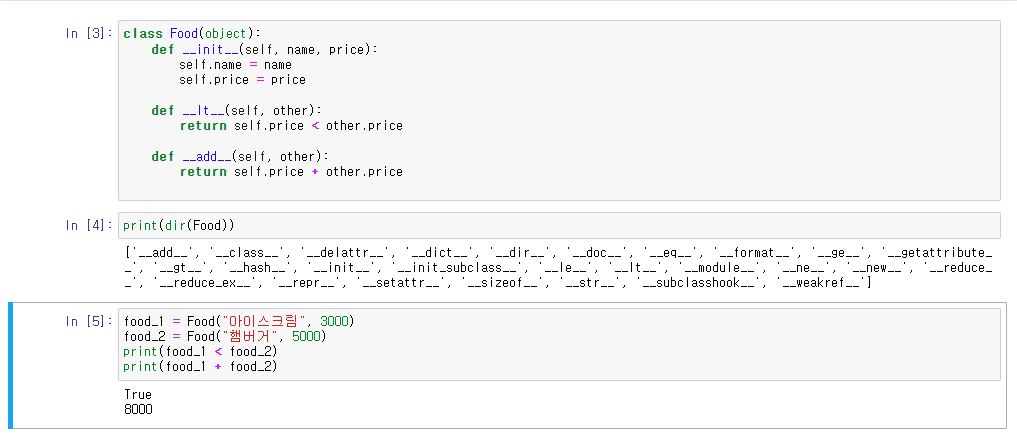 In [3]: class Food(object):
    def __init__(self, name, price):
        self.name = name
        self.price = price
    def __lt__(self, other):
        return self.price < other.price
    def __add__(self, other):
        return self.price + other.price
In [4]: print(dir(Food))
['__add__', '__class__', '__delattr__', '__dict__', '__dir__', '__doc__', '__eq__', '__format__', '__ge__', '__getattribute_
_', '__gt__', '__hash__', '__init__', '__init_subclass__', '__le__', '__lt__', '__module__', '__ne__', '__new__', '__reduce_
_', '__reduce_ex__', '__repr__', '__setattr__', '__sizeof__', '__str__', '__subclasshook__', '__weakref__']
In [5]: food_1 = Food("아이스크림", 3000)
food_2 = Food("햄버거", 5000)
print(food_1 < food_2)
print(food_1 + food_2)
True
8000